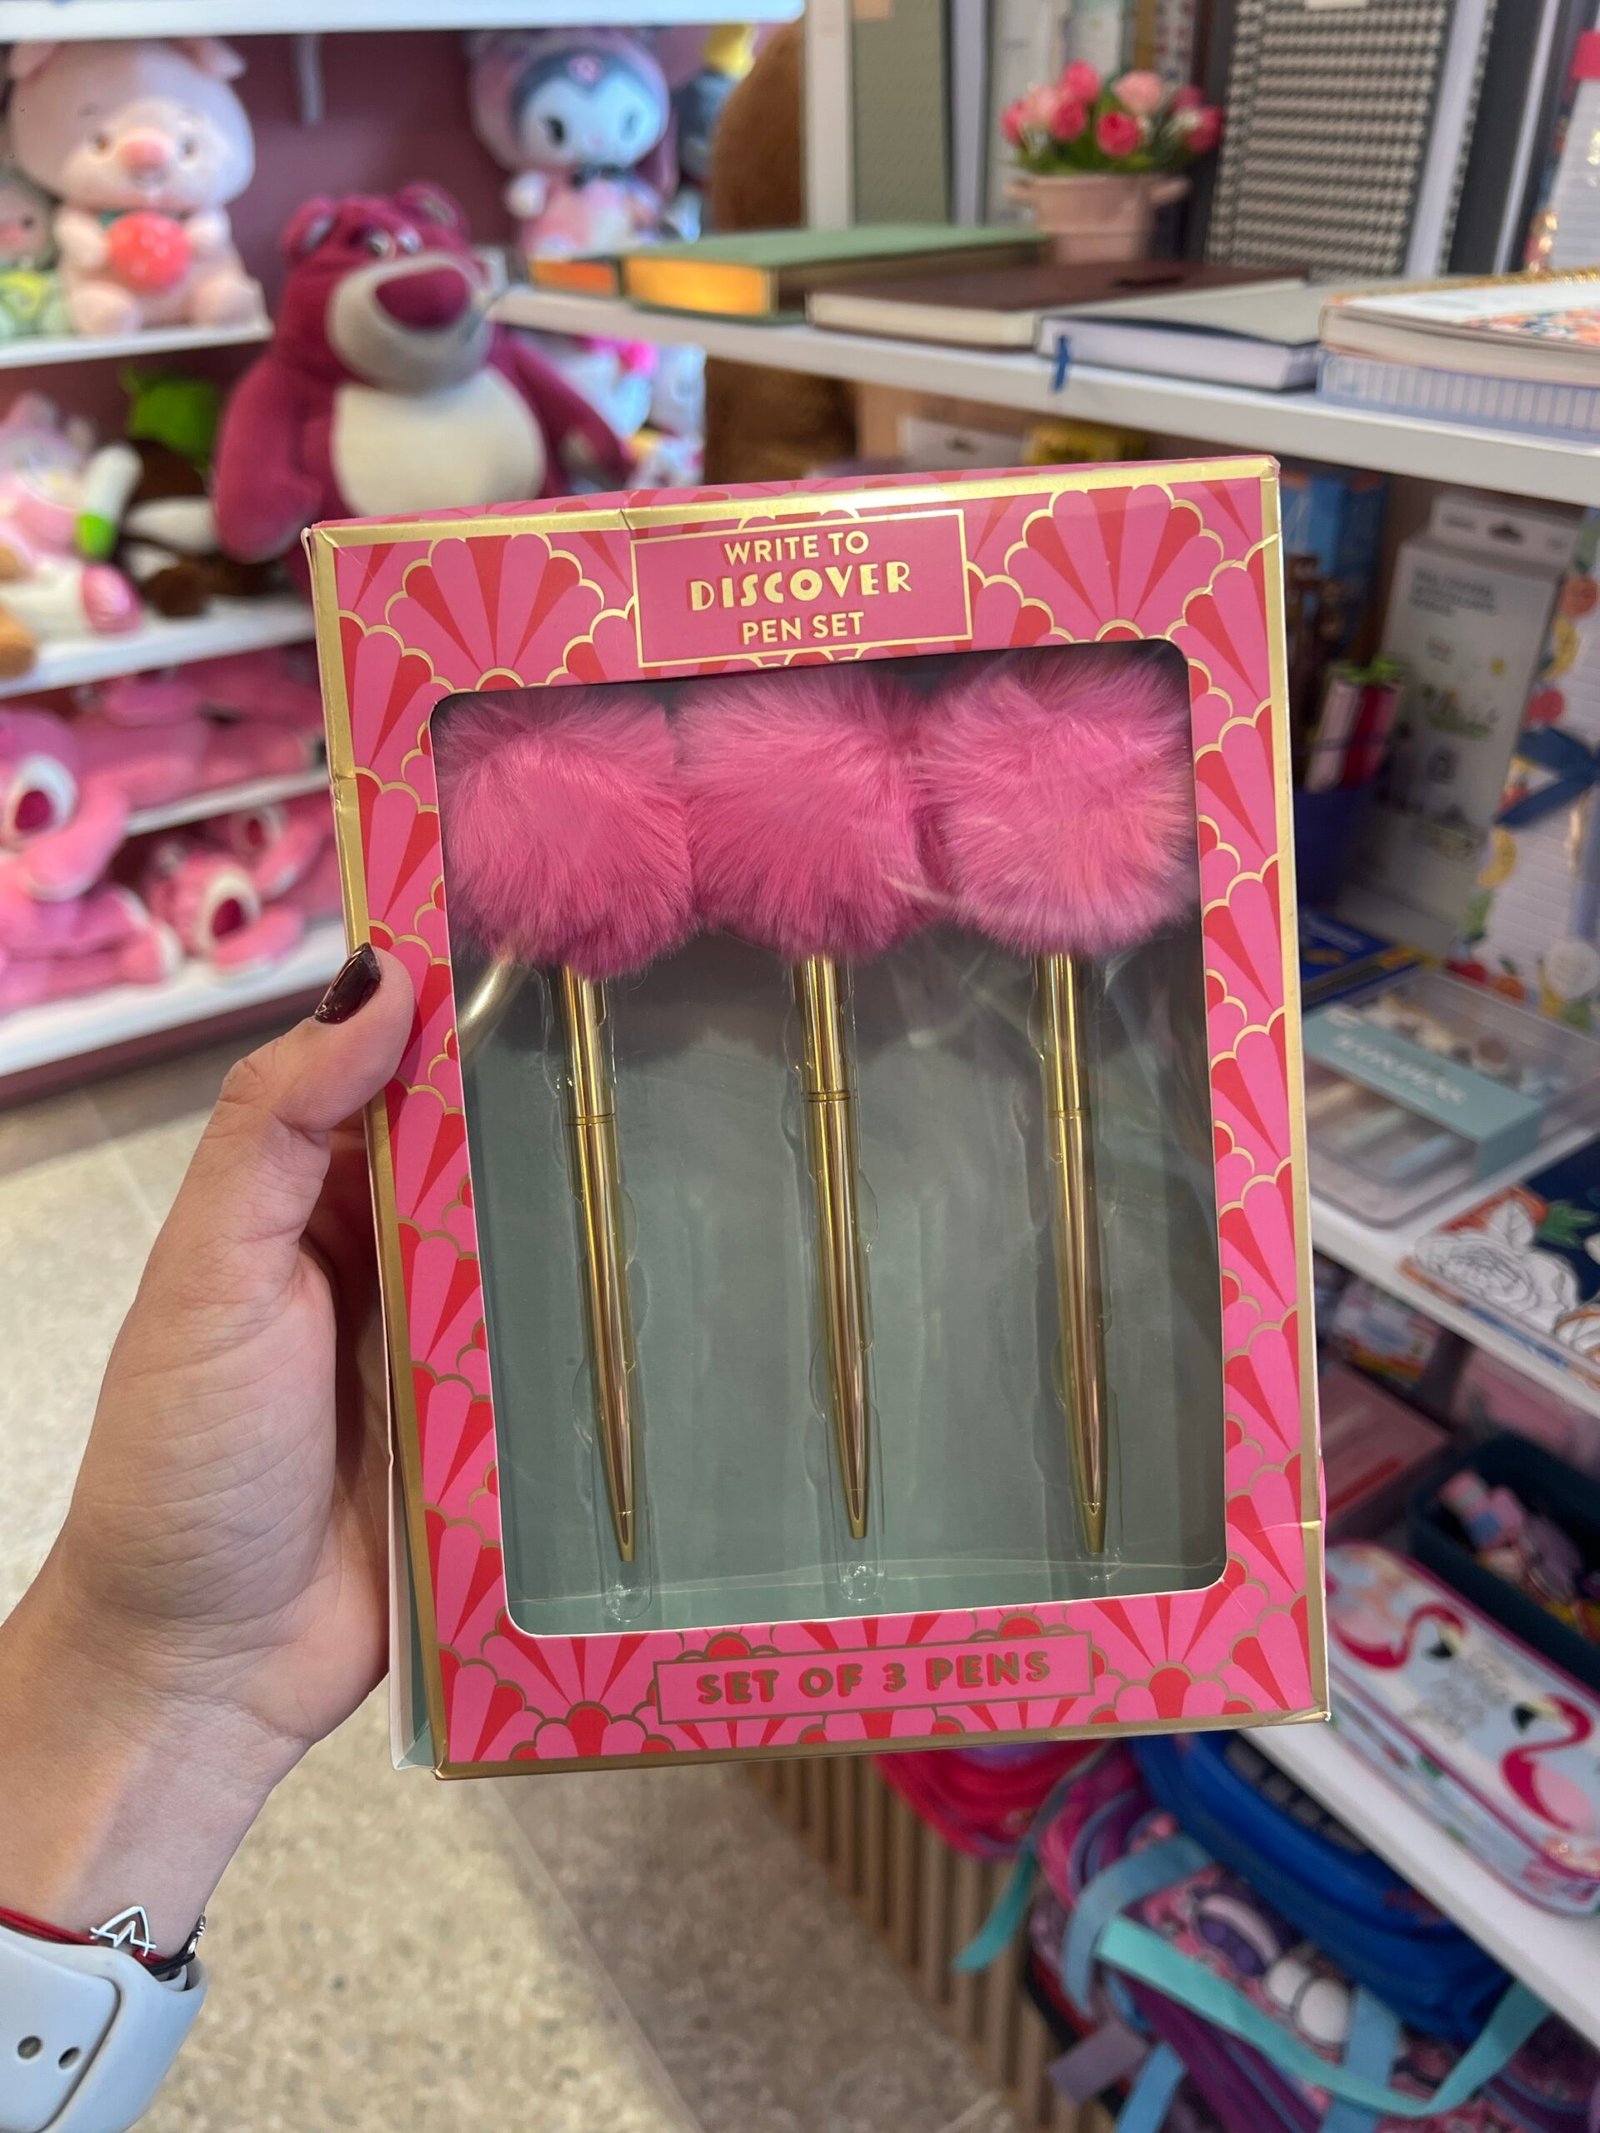 WRITE TO
DISCOVER
PEN SET
SET OF 3 PENS